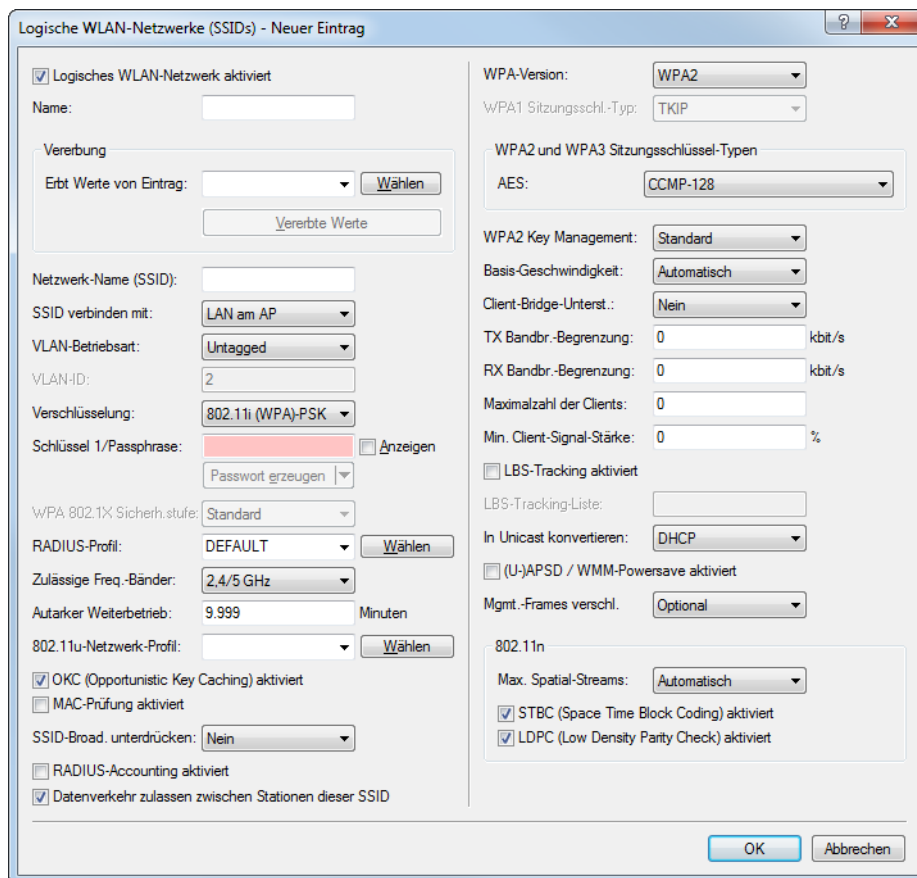 Logische WLAN-Netzwerke (SSIDs) - Neuer Eintrag
Logisches WLAN-Netzwerk aktiviert
Name:
Vererbung
Erbt Werte von Eintrag:
Wählen
Vererbte Werte
Netzwerk-Name (SSID):
SSID verbinden mit: LAN am AP
VLAN-Betriebsart: Untagged
VLAN-ID: 2
Verschlüsselung: 802.11i (WPA)-PSK
Schlüssel 1/Passphrase: Anzeigen
Passwort erzeugen
WPA 802.1X Sicherh.stufe: Standard
RADIUS-Profil: DEFAULT Wählen
Zulässige Freq.-Bänder: 2,4/5 GHz
Autarker Weiterbetrieb: 9.999 Minuten
802.11u-Netzwerk-Profil: Wählen
OKC (Opportunistic Key Caching) aktiviert
MAC-Prüfung aktiviert
SSID-Broad. unterdrücken: Nein
RADIUS-Accounting aktiviert
Datenverkehr zulassen zwischen Stationen dieser SSID
WPA-Version: WPA2
WPA1 Sitzungsschl.-Typ: TKIP
WPA2 und WPA3 Sitzungsschlüssel-Typen
AES: CCMP-128
WPA2 Key Management: Standard
Basis-Geschwindigkeit: Automatisch
Client-Bridge-Unterst.: Nein
TX Bandbr.-Begrenzung: 0 kbit/s
RX Bandbr.-Begrenzung: 0 kbit/s
Maximalzahl der Clients: 0
Min. Client-Signal-Stärke: 0 %
LBS-Tracking aktiviert
LBS-Tracking-Liste:
In Unicast konvertieren: DHCP
(U-)APSD / WMM-Powersave aktiviert
Mgmt.-Frames verschl. Optional
802.11n
Max. Spatial-Streams: Automatisch
STBC (Space Time Block Coding) aktiviert
LDPC (Low Density Parity Check) aktiviert
OK
Abbrechen